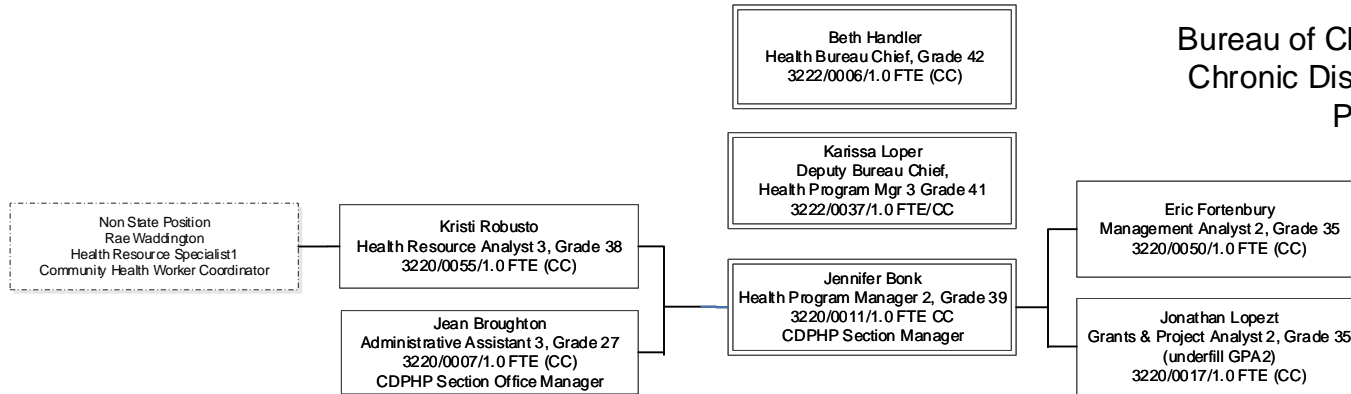 Beth Handler
Health Bureau Chief, Grade 42
3222/0006/1.0 FTE (CC)
Bureau of
Chronic
Karissa Loper
Deputy Bureau Chief,
Health Program Mgr 3 Grade 41
3222/0037/1.0 FTE/CC
Non State Position
Rae Waddington
Health Resource Specialist1
Community Health Worker Coordinator
Kristi Robusto
Health Resource Analyst 3, Grade 38
3220/0055/1.0 FTE (CC)
Jean Broughton
Administrative Assistant 3, Grade 27
3220/0007/1.0 FTE (CC)
CDPHP Section Office Manager
Jennifer Bonk
Health Program Manager 2, Grade 39
3220/0011/1.0 FTE CC
CDPHP Section Manager
Eric Fortenbury
Management Analyst 2, Grade 35
3220/0050/1.0 FTE (CC)
Jonathan Lopezt
Grants & Project Analyst 2, Grade 35
(underfill GPA2)
3220/0017/1.0 FTE (CC)